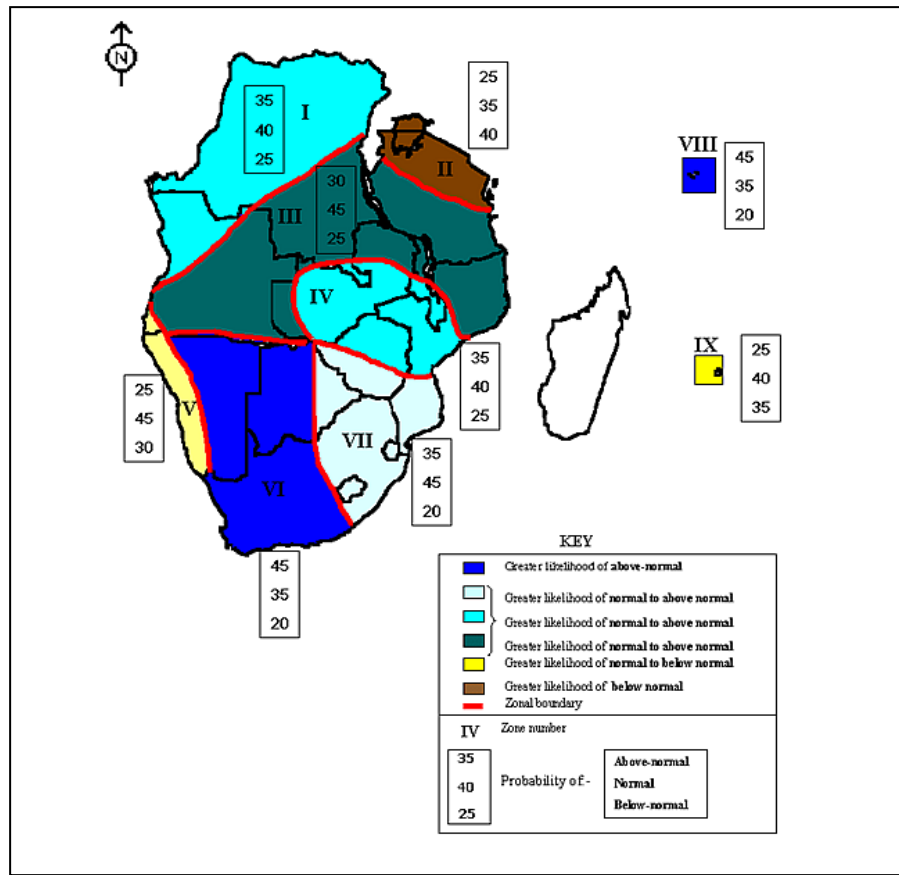 N
I
35
40
25
25
35
40
II
VIII
45
35
20
III
30
45
25
IV
35
40
25
IX
25
40
35
V
25
45
30
VI
45
35
20
VII
35
45
20
KEY
Greater likelihood of above-normal
Greater likelihood of normal to above normal
Greater likelihood of normal to above normal
Greater likelihood of normal to above normal
Greater likelihood of normal to below normal
Greater likelihood of below normal
Zonal boundary
IV Zone number
35
40
25
Probability of:-
Above-normal
Normal
Below-normal